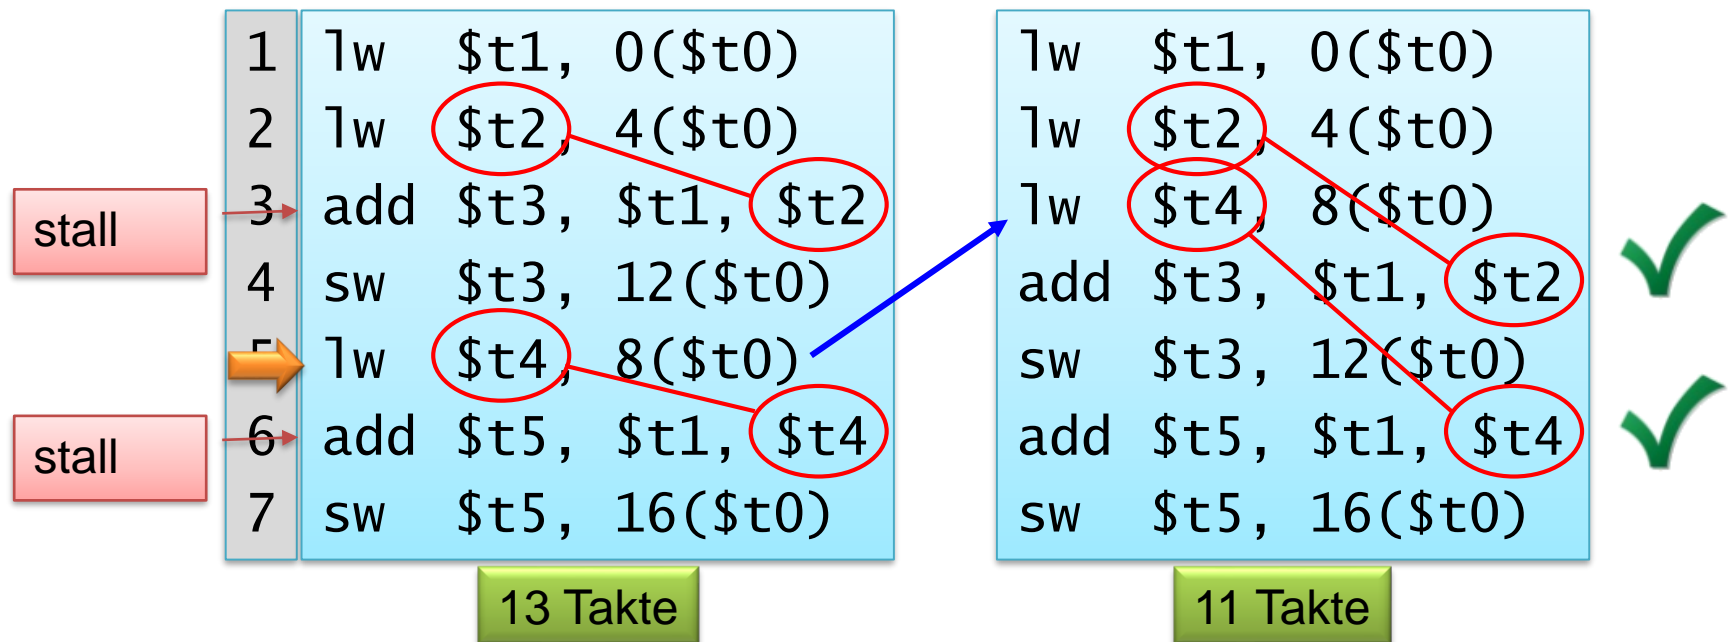 1 lw $t1, 0($t0)
2 lw $t2, 4($t0)
stall
3 add $t3, $t1, $t2
4 sw $t3, 12($t0)
5 lw $t4, 8($t0)
stall
6 add $t5, $t1, $t4
7 sw $t5, 16($t0)
13 Takte
lw $t1, 0($t0)
lw $t2, 4($t0)
lw $t4, 8($t0)
add $t3, $t1, $t2
sw $t3, 12($t0)
add $t5, $t1, $t4
sw $t5, 16($t0)
11 Takte